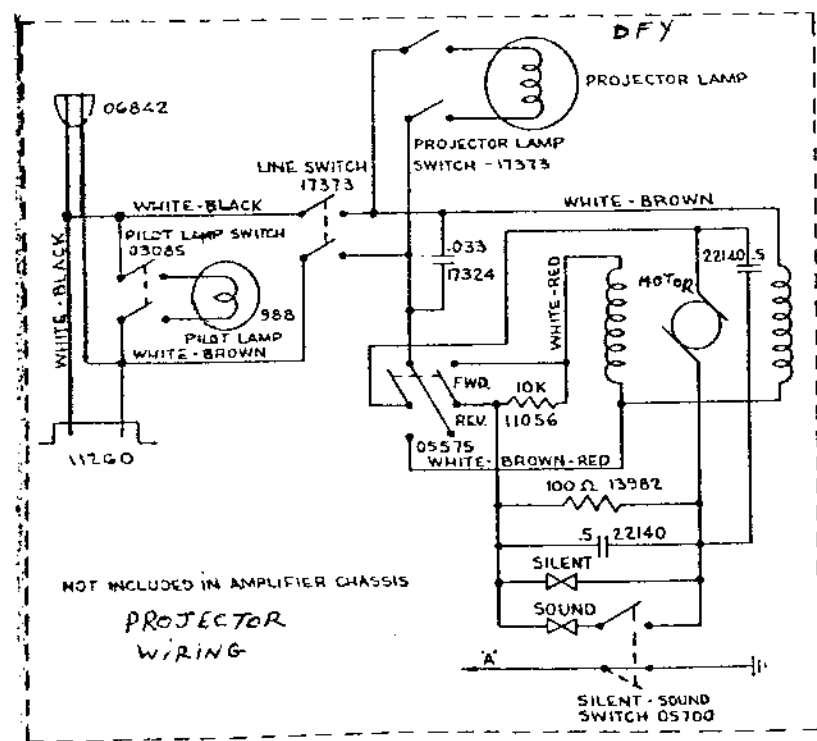 DFY
06842
PROJECTOR LAMP
PROJECTOR LAMP
SWITCH - 17373
LINE SWITCH
17373
WHITE-BLACK
WHITE-BROWN
PILOT LAMP SWITCH
03085
.033
17324
22140 .5
WHITE-RED
MOTOR
WHITE-BLACK
988
PILOT LAMP
WHITE-BROWN
FWD.
10K
REV.
11056
05575
11260
WHITE-BROWN-RED
100 Ω 13982
.5 22140
SILENT
NOT INCLUDED IN AMPLIFIER CHASSIS
SOUND
PROJECTOR
WIRING
"A"
SILENT-SOUND
SWITCH 05700